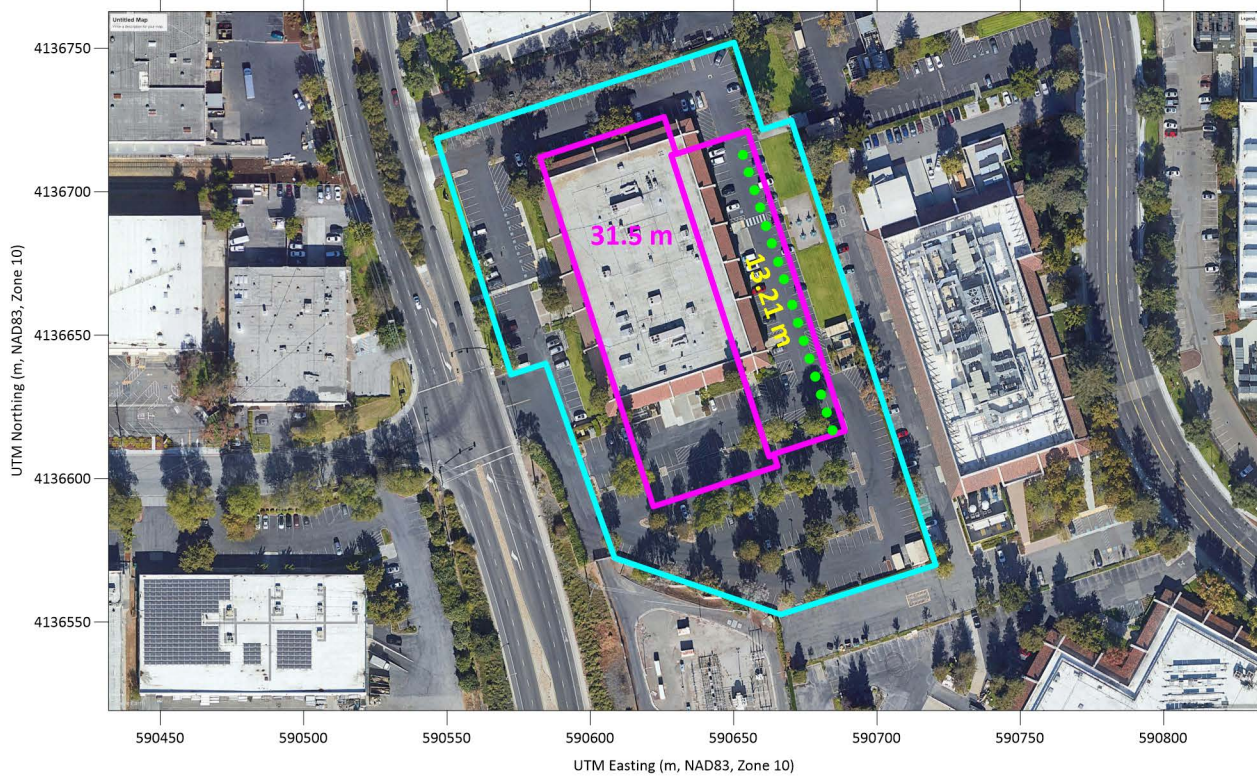 Untitled Map
Legend
4136750
4136700
4136650
4136600
4136550
UTM Northing (m, NAD83, Zone 10)
31.5 m
13.21 m
590450 590500 590550 590600 590650 590700 590750 590800
UTM Easting (m, NAD83, Zone 10)